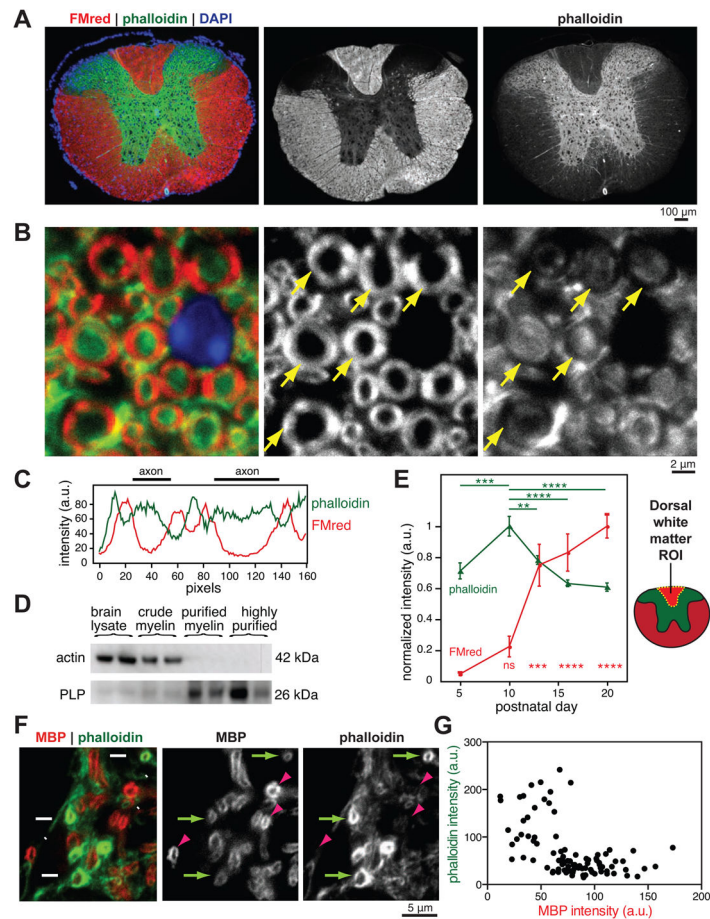 A
FMred | phalloidin | DAPI
phalloidin
100 µm
B
2 µm
C
axon
axon
intensity (a.u.)
80
60
40
20
0
phalloidin
FMred
0 20 40 60 80 100 120 140 160
pixels
D
brain lysate
crude myelin
purified myelin
highly purified
actin
42 kDa
PLP
26 kDa
E
normalized intensity (a.u.)
1
0.8
0.6
0.4
0.2
0
***
****
****
**
phalloidin
FMred
ns
***
****
****
5 10 15 20
postnatal day
Dorsal
white
matter
ROI
F
MBP | phalloidin
MBP
phalloidin
5 µm
G
phalloidin intensity (a.u.)
300
200
100
0
0 50 100 150 200
MBP intensity (a.u.)